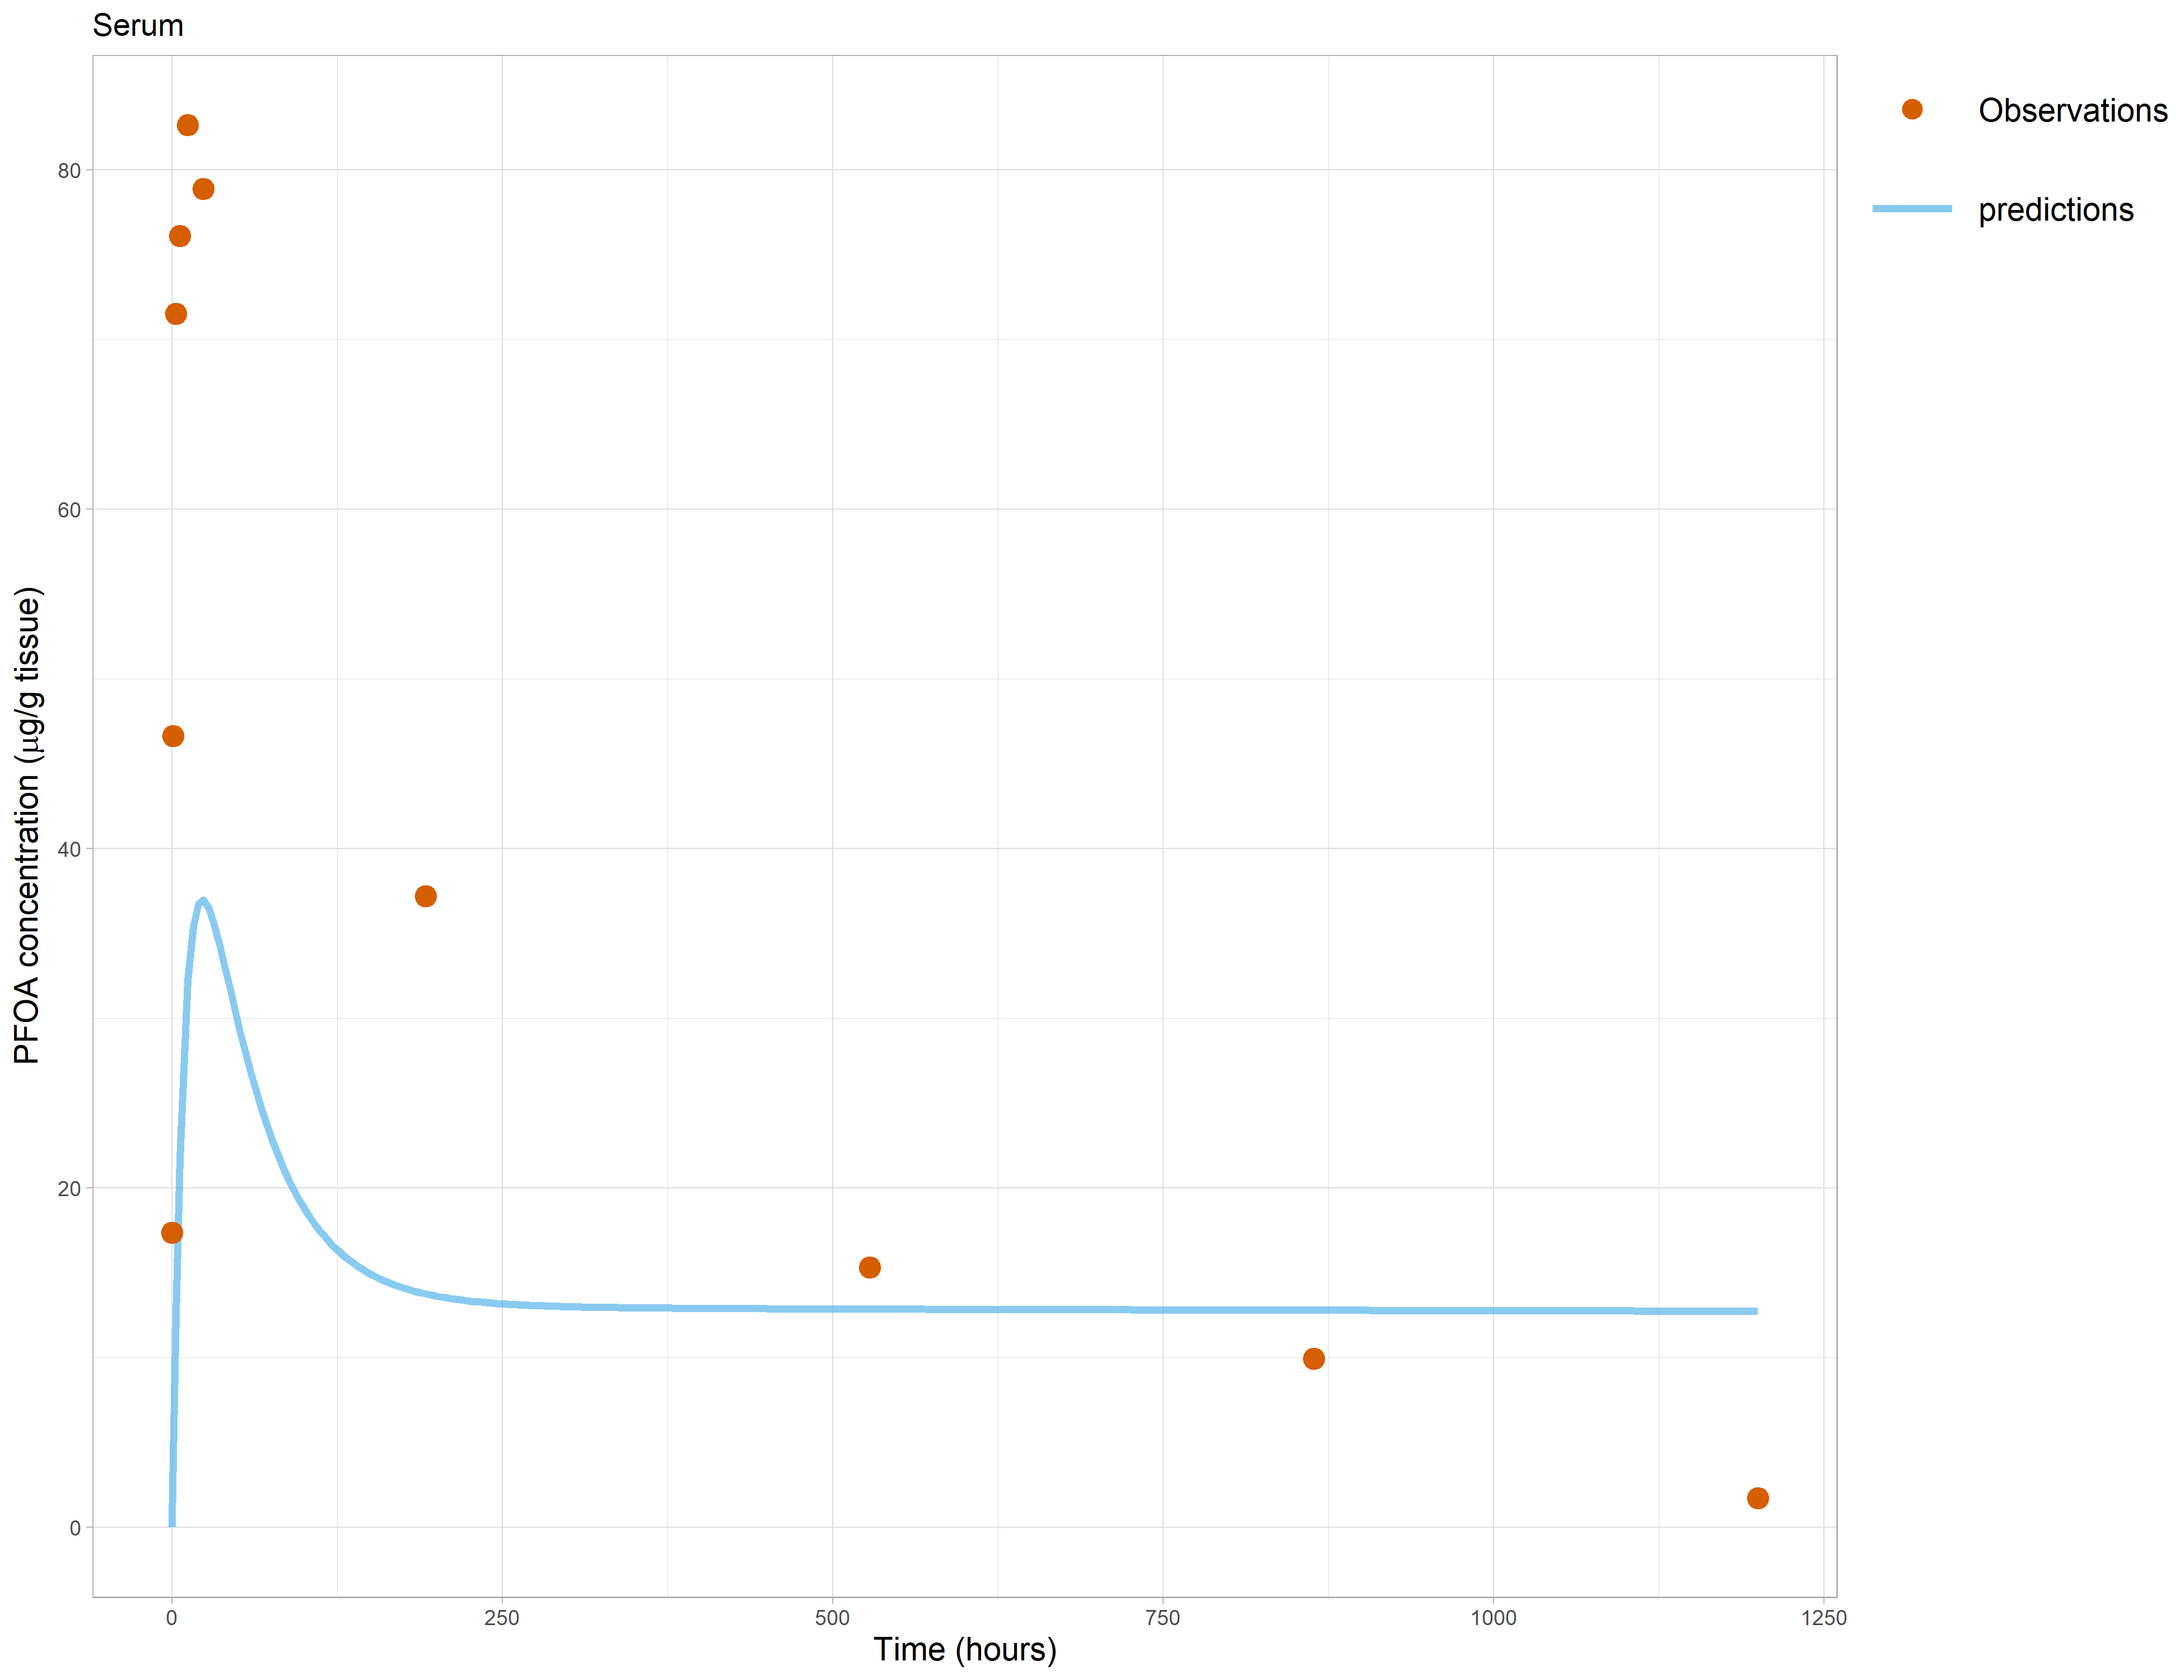 Serum
Observations
predictions
PFOA concentration (μg/g tissue)
80
60
40
20
0
0 250 500 750 1000 1250
Time (hours)